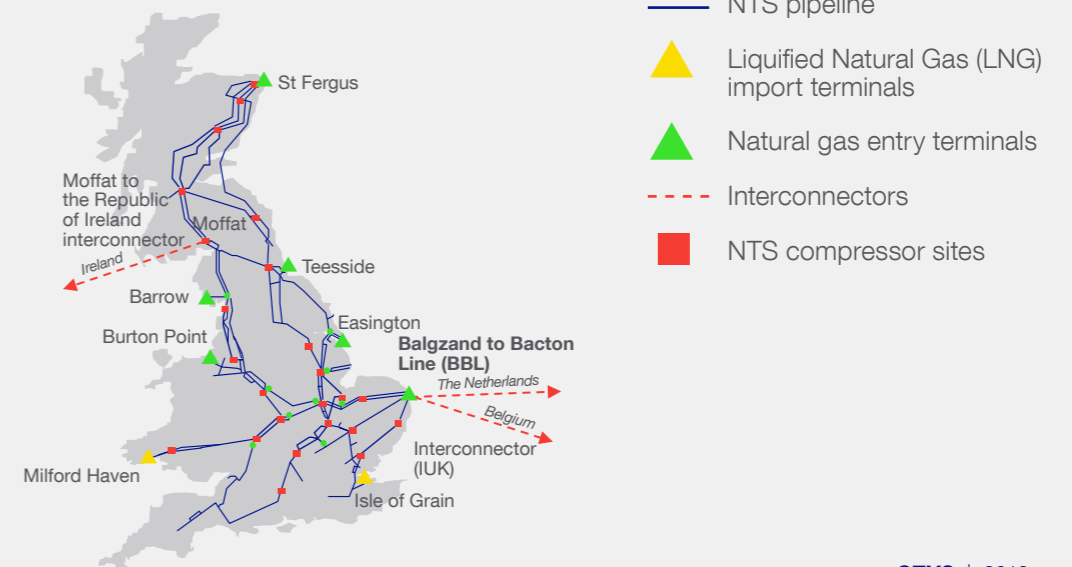 NTS pipeline
Liquified Natural Gas (LNG)
import terminals
Natural gas entry terminals
Interconnectors
NTS compressor sites
St Fergus
Moffat to
the Republic
of Ireland
interconnector
Moffat
Ireland
Teesside
Barrow
Easington
Burton Point
Balgzand to Bacton
Line (BBL)
The Netherlands
Belgium
Interconnector
(IUK)
Milford Haven
Isle of Grain